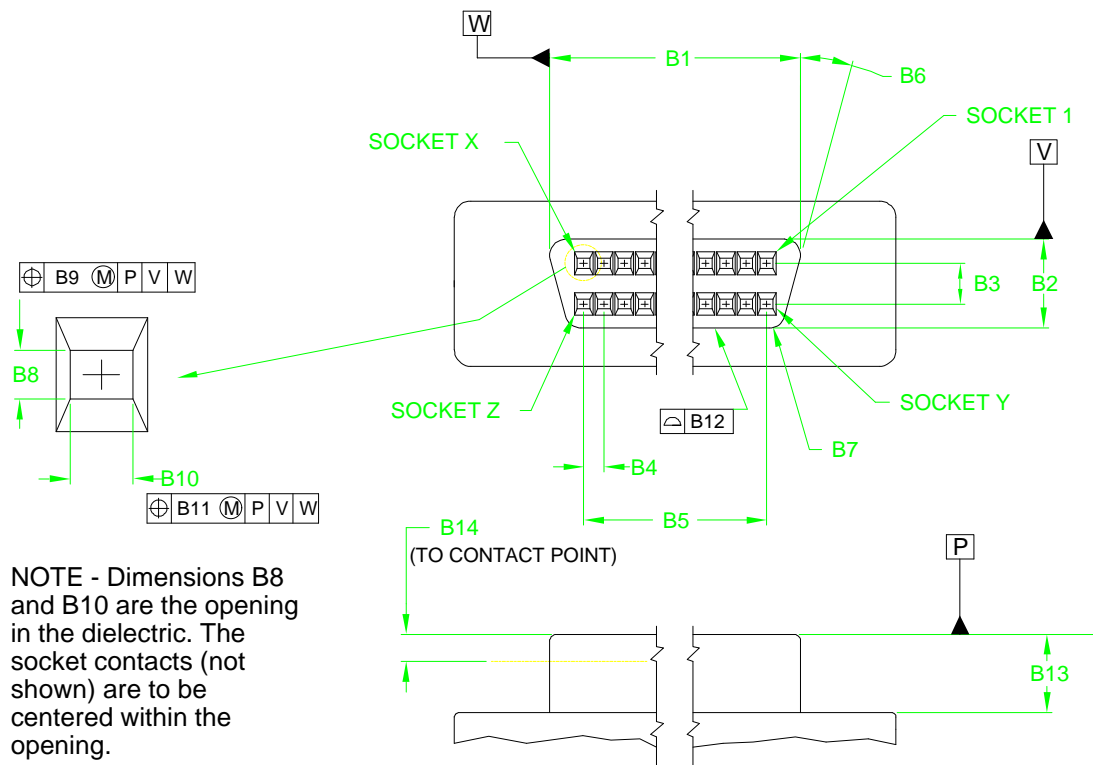 W
B1
B6
SOCKET 1
SOCKET X
V
B9 Ⓜ P V W
B3
B2
B8
SOCKET Z
SOCKET Y
B12
B7
B10
B4
B11 Ⓜ P V W
B5
B14
(TO CONTACT POINT)
P
NOTE - Dimensions B8
and B10 are the opening
in the dielectric. The
socket contacts (not
shown) are to be
centered within the
opening.
B13